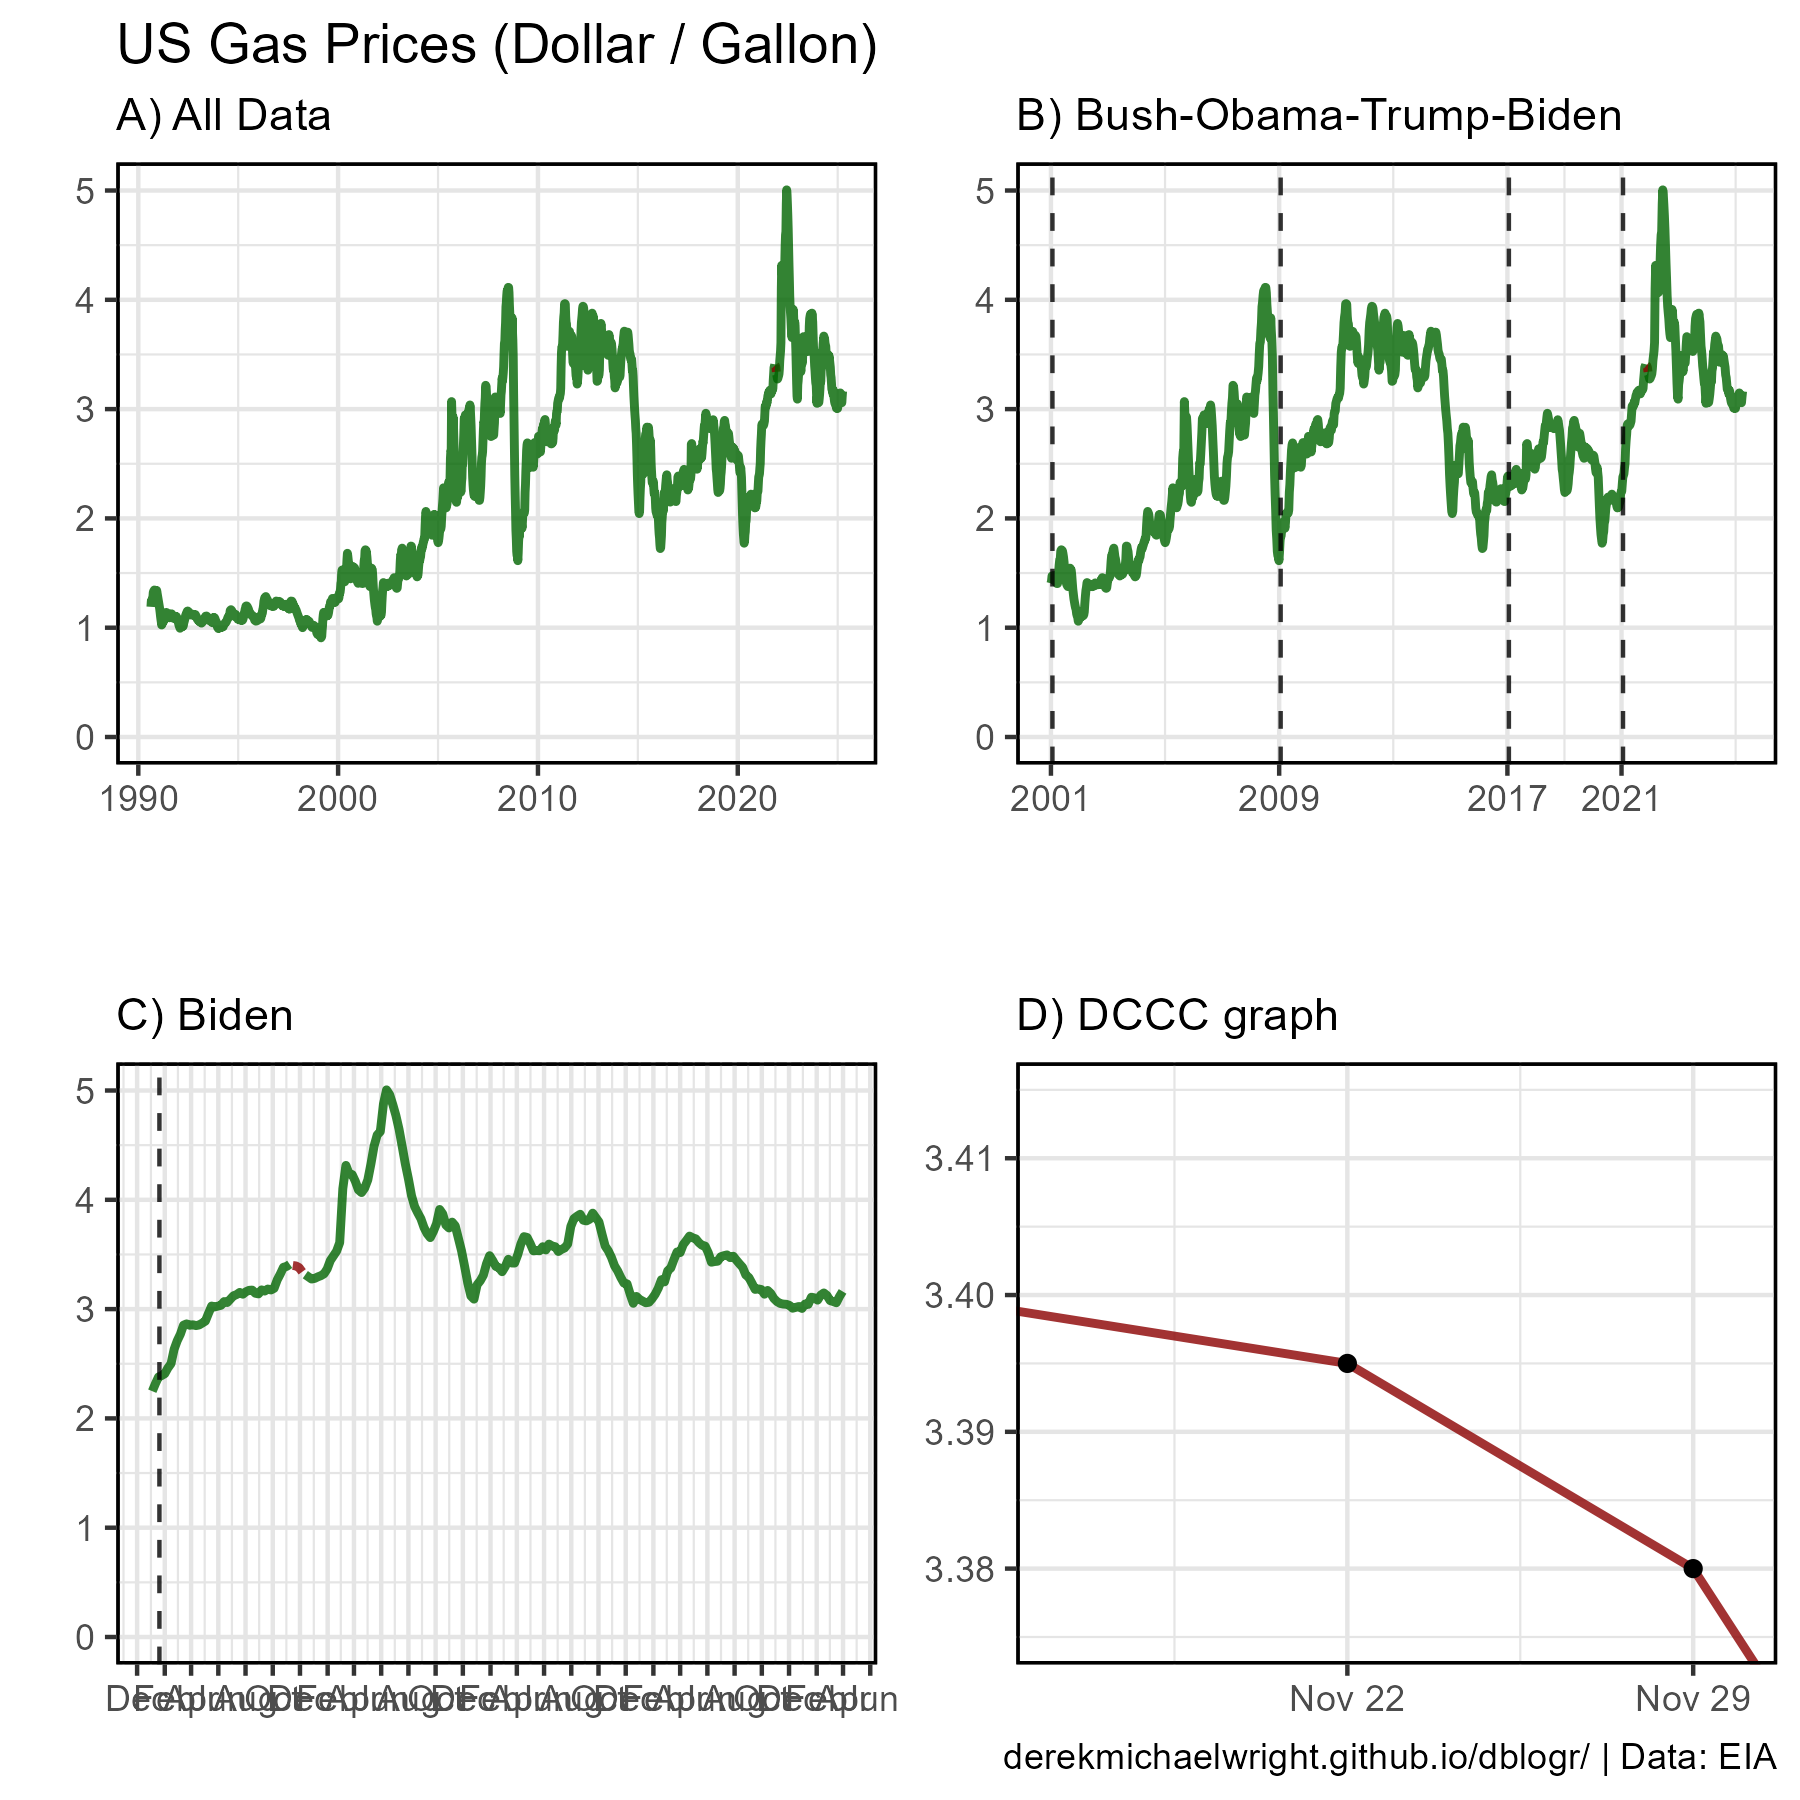 US Gas Prices (Dollar / Gallon)
A) All Data
5
4
3
2
1
0
1990 2000 2010 2020
B) Bush-Obama-Trump-Biden
5
4
3
2
1
0
2001 2009 2017 2021
C) Biden
5
4
3
2
1
0
D) DCCC graph
3.41
3.40
3.39
3.38
Nov 22 Nov 29
derekmichaelwright.github.io/dblogr/ | Data: EIA